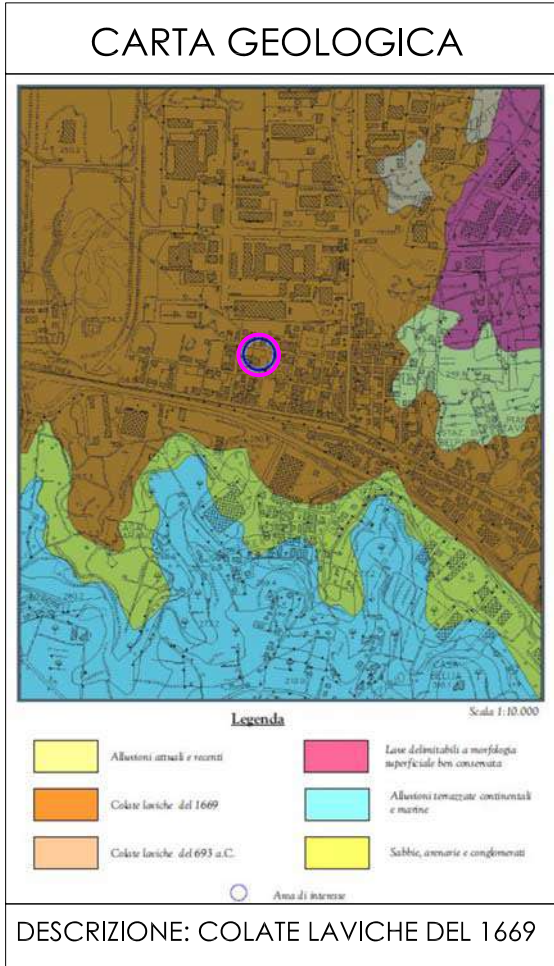 CARTA GEOLOGICA
Scala 1:10.000
Legenda
Alluvioni attuali e recenti
Lave delimitabili a morfologia
superficiale ben conservata
Colate laviche del 1669
Alluvioni terrazzate continentali
e marine
Colate laviche del 693 a.C.
Sabbie, arenarie e conglomerati
Area di interesse
DESCRIZIONE: COLATE LAVICHE DEL 1669